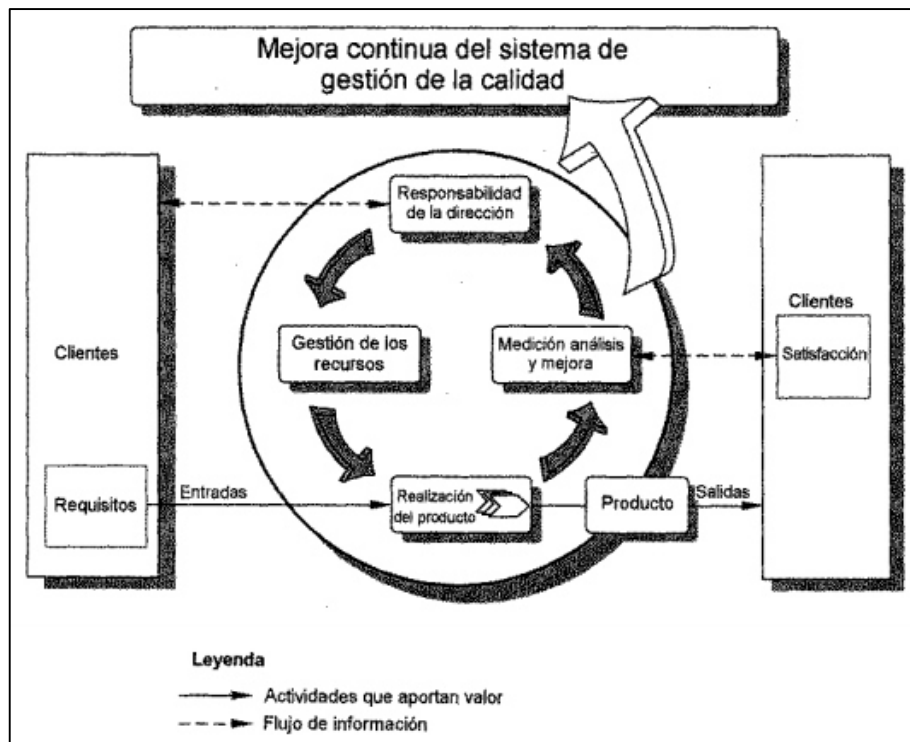 Mejora continua del sistema de
gestión de la calidad
Responsabilidad
de la dirección
Clientes
Gestión de los
recursos
Medición análisis
y mejora
Clientes
Satisfacción
Requisitos
Entradas
Realización
del producto
Producto
Salidas
Leyenda
Actividades que aportan valor
Flujo de información